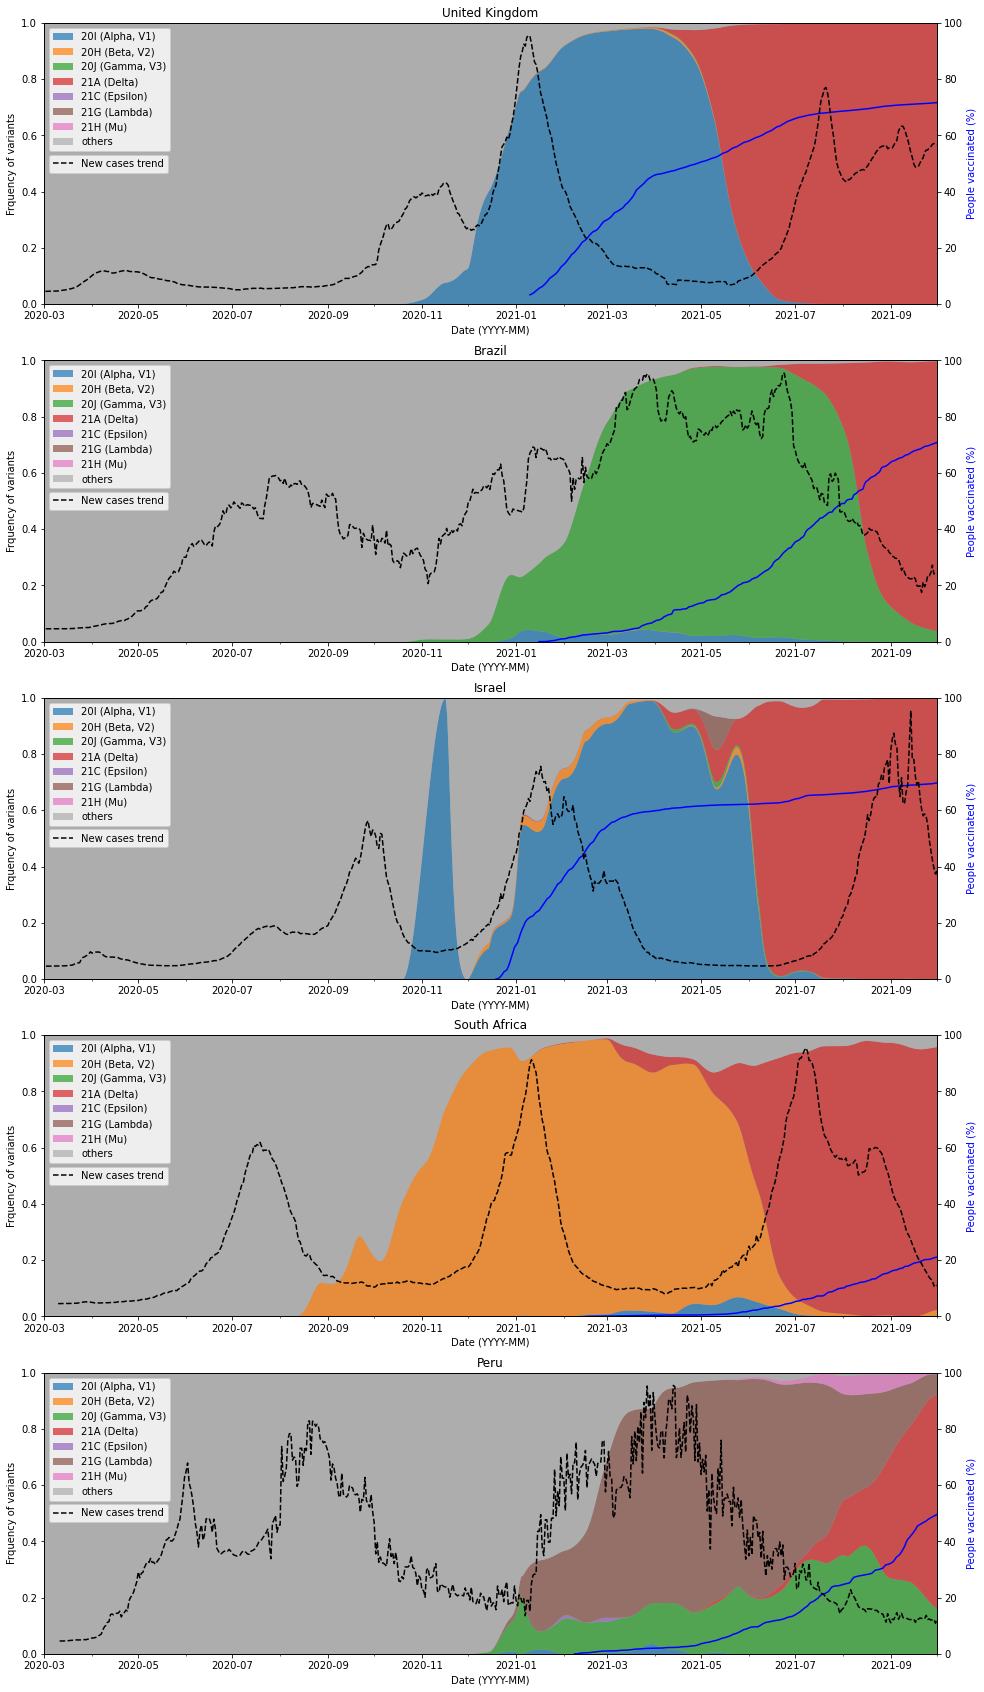 United Kingdom
1.0
0.8
0.6
0.4
0.2
0.0
Frquency of variants
20I (Alpha, V1)
20H (Beta, V2)
20J (Gamma, V3)
21A (Delta)
21C (Epsilon)
21G (Lambda)
21H (Mu)
others
New cases trend
100
80
60
40
20
0
People vaccinated (%)
2020-03 2020-05 2020-07 2020-09 2020-11 2021-01 2021-03 2021-05 2021-07 2021-09
Date (YYYY-MM)
Brazil
1.0
0.8
0.6
0.4
0.2
0.0
Frquency of variants
20I (Alpha, V1)
20H (Beta, V2)
20J (Gamma, V3)
21A (Delta)
21C (Epsilon)
21G (Lambda)
21H (Mu)
others
New cases trend
100
80
60
40
20
0
People vaccinated (%)
2020-03 2020-05 2020-07 2020-09 2020-11 2021-01 2021-03 2021-05 2021-07 2021-09
Date (YYYY-MM)
Israel
1.0
0.8
0.6
0.4
0.2
0.0
Frquency of variants
20I (Alpha, V1)
20H (Beta, V2)
20J (Gamma, V3)
21A (Delta)
21C (Epsilon)
21G (Lambda)
21H (Mu)
others
New cases trend
100
80
60
40
20
0
People vaccinated (%)
2020-03 2020-05 2020-07 2020-09 2020-11 2021-01 2021-03 2021-05 2021-07 2021-09
Date (YYYY-MM)
South Africa
1.0
0.8
0.6
0.4
0.2
0.0
Frquency of variants
20I (Alpha, V1)
20H (Beta, V2)
20J (Gamma, V3)
21A (Delta)
21C (Epsilon)
21G (Lambda)
21H (Mu)
others
New cases trend
100
80
60
40
20
0
People vaccinated (%)
2020-03 2020-05 2020-07 2020-09 2020-11 2021-01 2021-03 2021-05 2021-07 2021-09
Date (YYYY-MM)
Peru
1.0
0.8
0.6
0.4
0.2
0.0
Frquency of variants
20I (Alpha, V1)
20H (Beta, V2)
20J (Gamma, V3)
21A (Delta)
21C (Epsilon)
21G (Lambda)
21H (Mu)
others
New cases trend
100
80
60
40
20
0
People vaccinated (%)
2020-03 2020-05 2020-07 2020-09 2020-11 2021-01 2021-03 2021-05 2021-07 2021-09
Date (YYYY-MM)